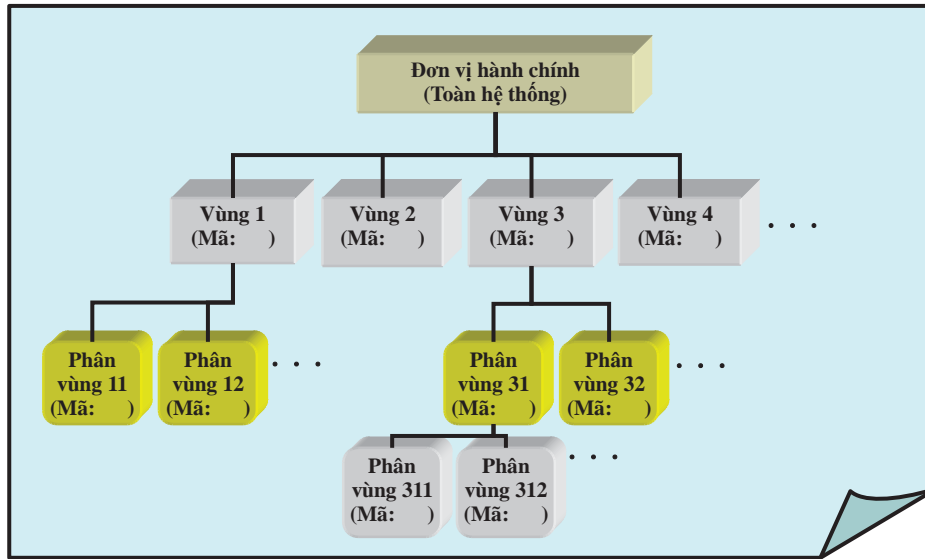 Đơn vị hành chính
(Toàn hệ thống)
Vùng 1
(Mã: )
Vùng 2
(Mã: )
Vùng 3
(Mã: )
Vùng 4
(Mã: )
. . .
Phân
vùng 11
(Mã: )
Phân
vùng 12
(Mã: )
. . .
Phân
vùng 31
(Mã: )
Phân
vùng 32
(Mã: )
. . .
Phân
vùng 311
(Mã: )
Phân
vùng 312
(Mã: )
. . .